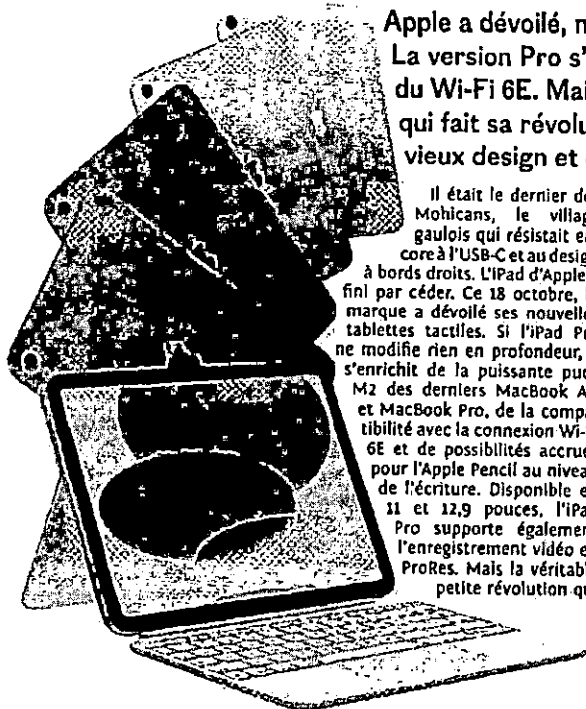 Apple a dévoilé, n
La version Pro s'
du Wi-Fi 6E. Mai
qui fait sa révolu
vieux design et
Il était le dernier de
Mohicans, le villag
gaulois qui résistait e
core à l'USB-C et au desig
à bords droits. L'iPad d'Apple
fini par céder. Ce 18 octobre,
marque a dévoilé ses nouvelle
tablettes tactiles. Si l'iPad Pr
ne modifie rien en profondeur,
s'enrichit de la puissante puc
M2 des derniers MacBook A
et MacBook Pro, de la compa
tibilité avec la connexion Wi-
6E et de possibilités accrue
pour l'Apple Pencil au nivea
de l'écriture. Disponible e
11 et 12,9 pouces, l'iPa
Pro supporte égalemen
l'enregistrement vidéo e
ProRes. Mais la véritabl
petite révolution qu